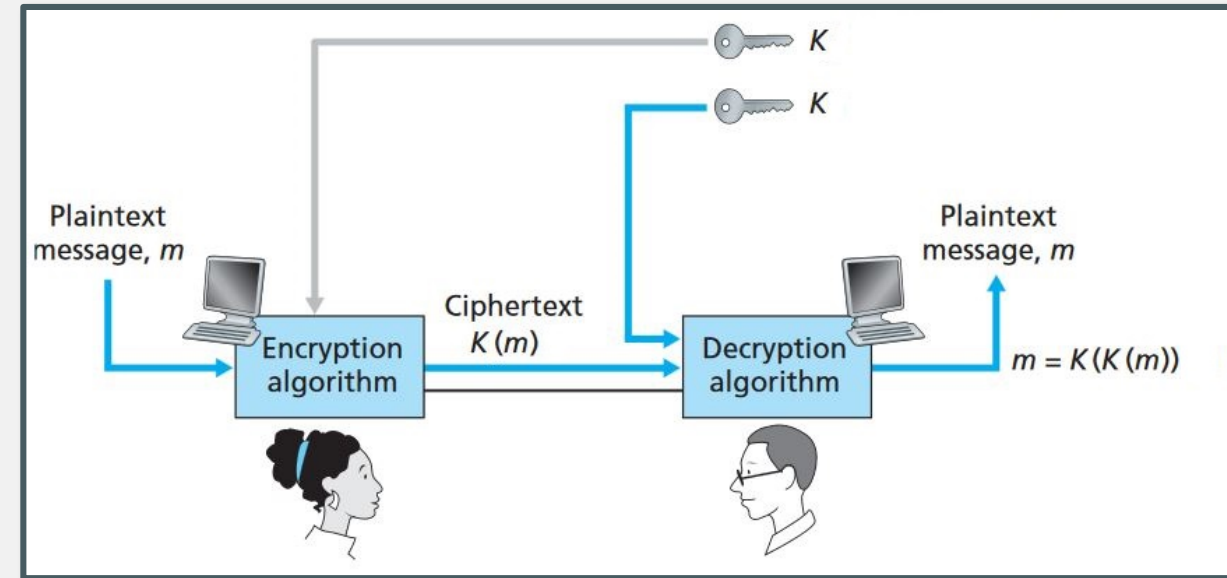 K
K
Plaintext
message, m
Plaintext
message, m
Ciphertext
K(m)
Encryption
algorithm
Decryption
algorithm
m = K(K(m))